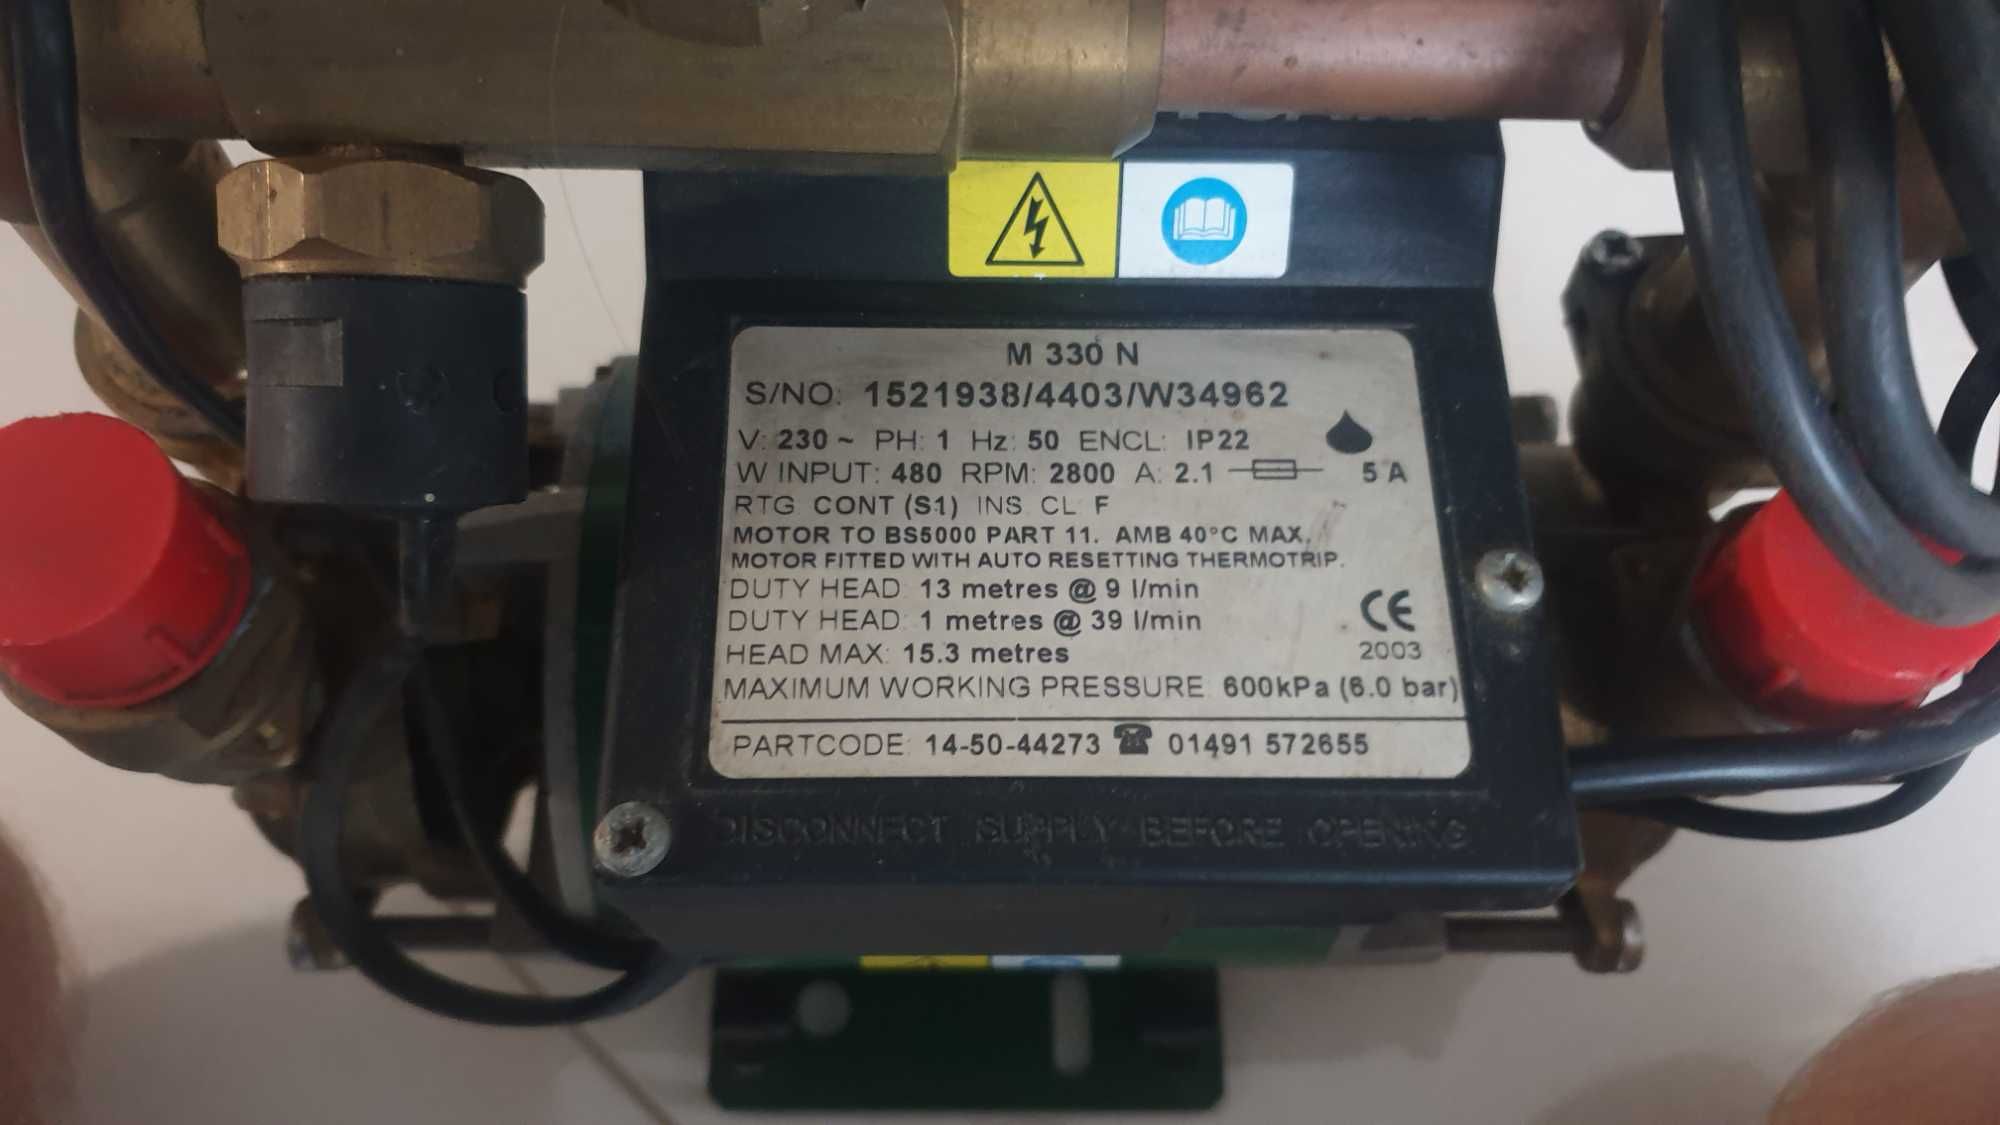 M 330 N
S/NO: 1521938/4403/W34962
V: 230 ~ PH: 1 Hz: 50 ENCL: IP22
W INPUT: 480 RPM: 2800 A: 2.1 5 A
RTG: CONT (S1) INS. CL: F
MOTOR TO BS5000 PART 11. AMB 40°C MAX.
MOTOR FITTED WITH AUTO RESETTING THERMOTRIP.
DUTY HEAD: 13 metres @ 9 l/min
DUTY HEAD: 1 metres @ 39 l/min
CE
HEAD MAX: 15.3 metres 2003
MAXIMUM WORKING PRESSURE: 600kPa (6.0 bar)
PARTCODE: 14-50-44273 ☎ 01491 572655
DISCONNECT SUPPLY BEFORE OPENING